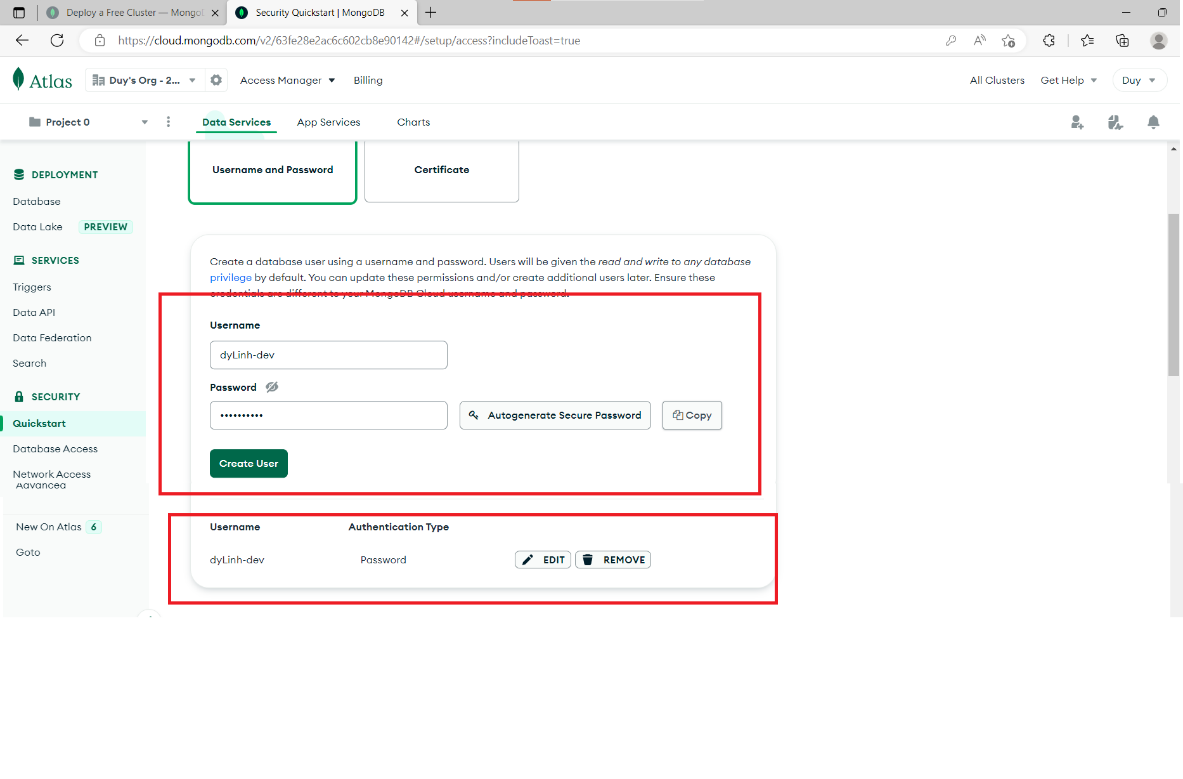 Deploy a Free Cluster — Mongo
Security Quickstart | MongoDB
https://cloud.mongodb.com/v2/63fe28e2ac6c602cb8e90142#/setup/access?includeToast=true
Atlas
Duy's Org - 2...
Access Manager
Billing
All Clusters
Get Help
Duy
Project 0
Data Services
App Services
Charts
DEPLOYMENT
Database
Data Lake PREVIEW
SERVICES
Triggers
Data API
Data Federation
Search
SECURITY
Quickstart
Database Access
Network Access
Advanced
New On Atlas 6
Goto
Username and Password
Certificate
Create a database user using a username and password. Users will be given the read and write to any database
privilege by default. You can update these permissions and/or create additional users later. Ensure these
credentials are different to your MongoDB Cloud username and password.
Username
dyLinh-dev
Password
••••••••••
Autogenerate Secure Password
Copy
Create User
Username Authentication Type
dyLinh-dev Password EDIT REMOVE